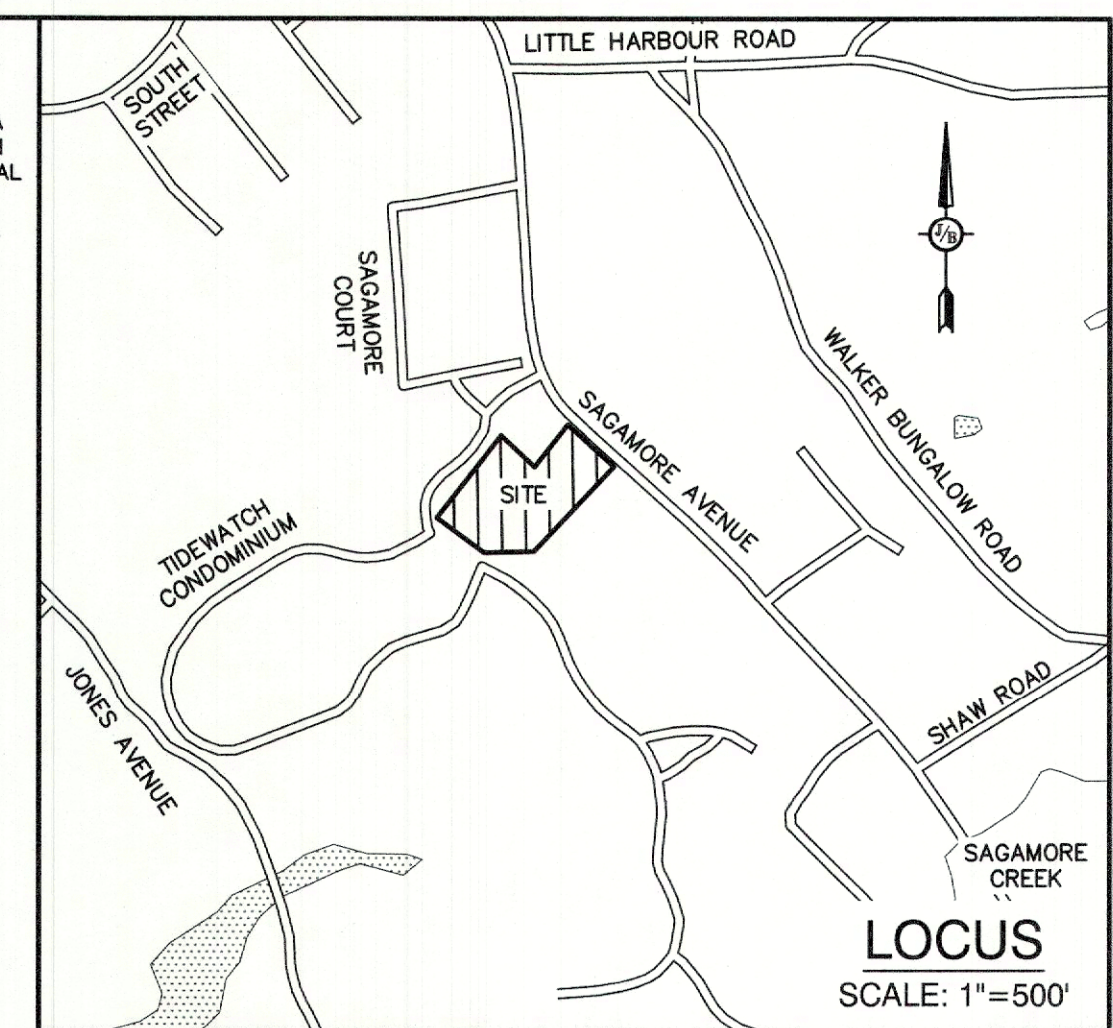 LITTLE HARBOUR ROAD
SOUTH
STREET
AL
J/B
SAGAMORE
COURT
WALKER BUNGALOW ROAD
SAGAMORE AVENUE
SITE
TIDEWATCH
CONDOMINIUM
JONES AVENUE
SHAW ROAD
SAGAMORE
CREEK
LOCUS
SCALE: 1"=500'